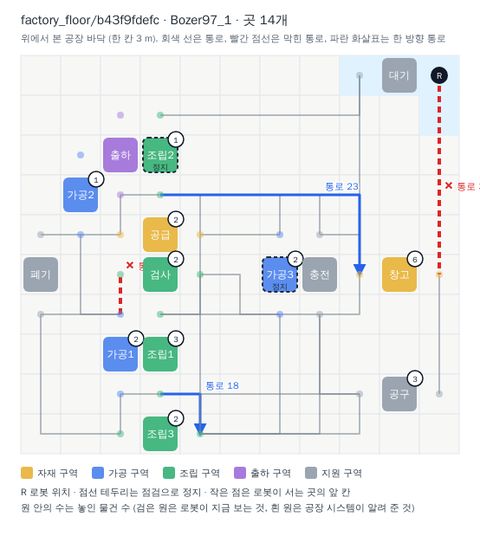 factory_floor/b43f9fdefc · Bozer97_1 · 곳 14개
위에서 본 공장 바닥 (한 칸 3 m). 회색 선은 통로, 빨간 점선은 막힌 통로, 파란 화살표는 한 방향 통로
대기
R
1
출하
조립2
정지
1
가공2
통로 23
✖ 통로
2
공급
✖
폐기
2
검사
2
가공3
정지
충전
6
창고
2
가공1
3
조립1
통로 18
3
공구
2
조립3
자재 구역
가공 구역
조립 구역
출하 구역
지원 구역
R 로봇 위치 · 점선 테두리는 점검으로 정지 · 작은 점은 로봇이 서는 곳의 앞 칸
원 안의 수는 놓인 물건 수 (검은 원은 로봇이 지금 보는 것, 흰 원은 공장 시스템이 알려 준 것)